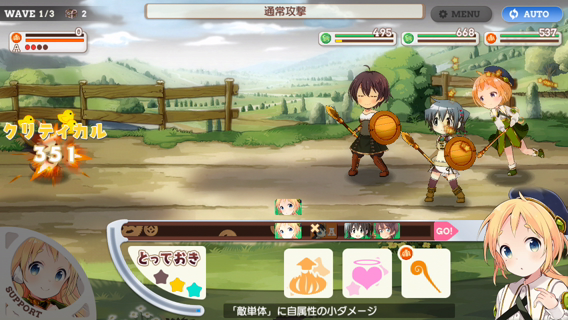 WAVE 1/3
2
通常攻撃
MENU
AUTO
0
A
495
668
537
クリティカル
351
GO!
とっておき
SUPPORT
「敵単体」に自属性の小ダメージ